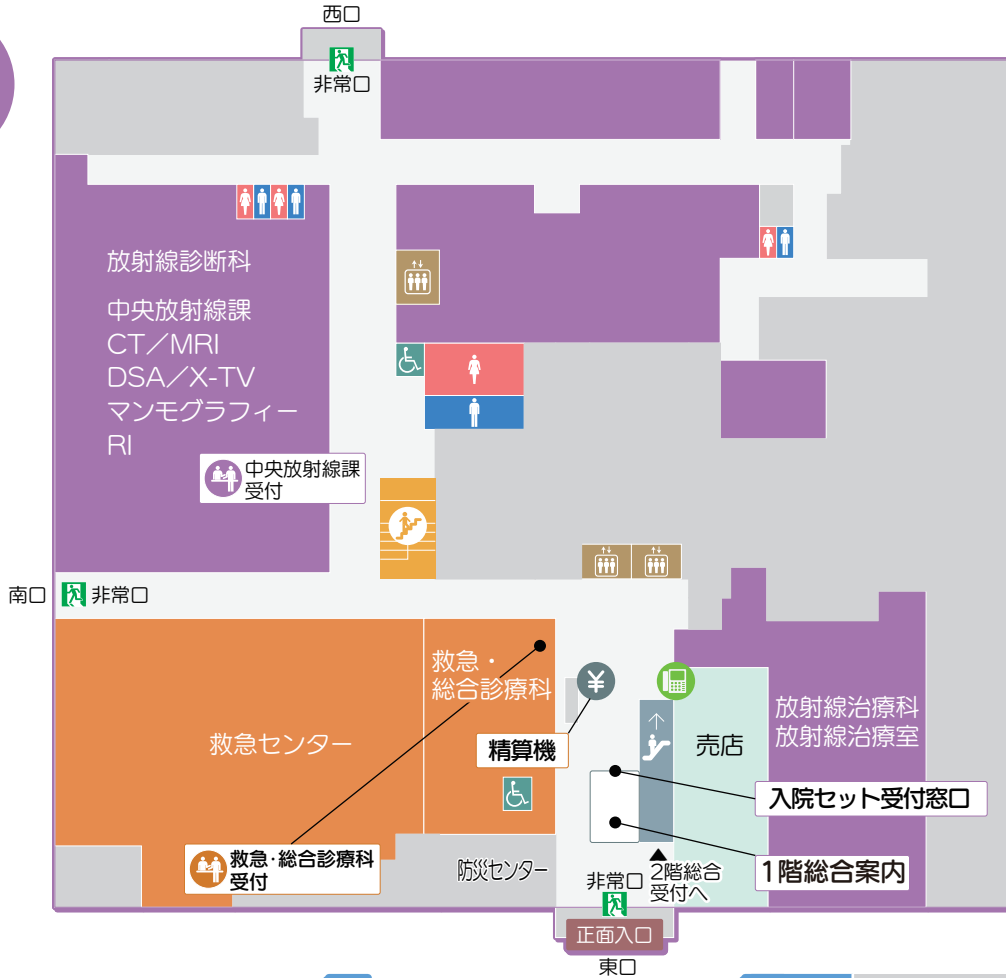 西口
非常口
放射線診断科
中央放射線課
CT／MRI
DSA／X-TV
マンモグラフィー
RI
中央放射線課
受付
南口
非常口
救急・
総合診療科
¥
救急センター
精算機
売店
放射線治療科
放射線治療室
入院セット受付窓口
救急・総合診療科
受付
防災センター
1階総合案内
2階総合
受付へ
非常口
正面入口
東口